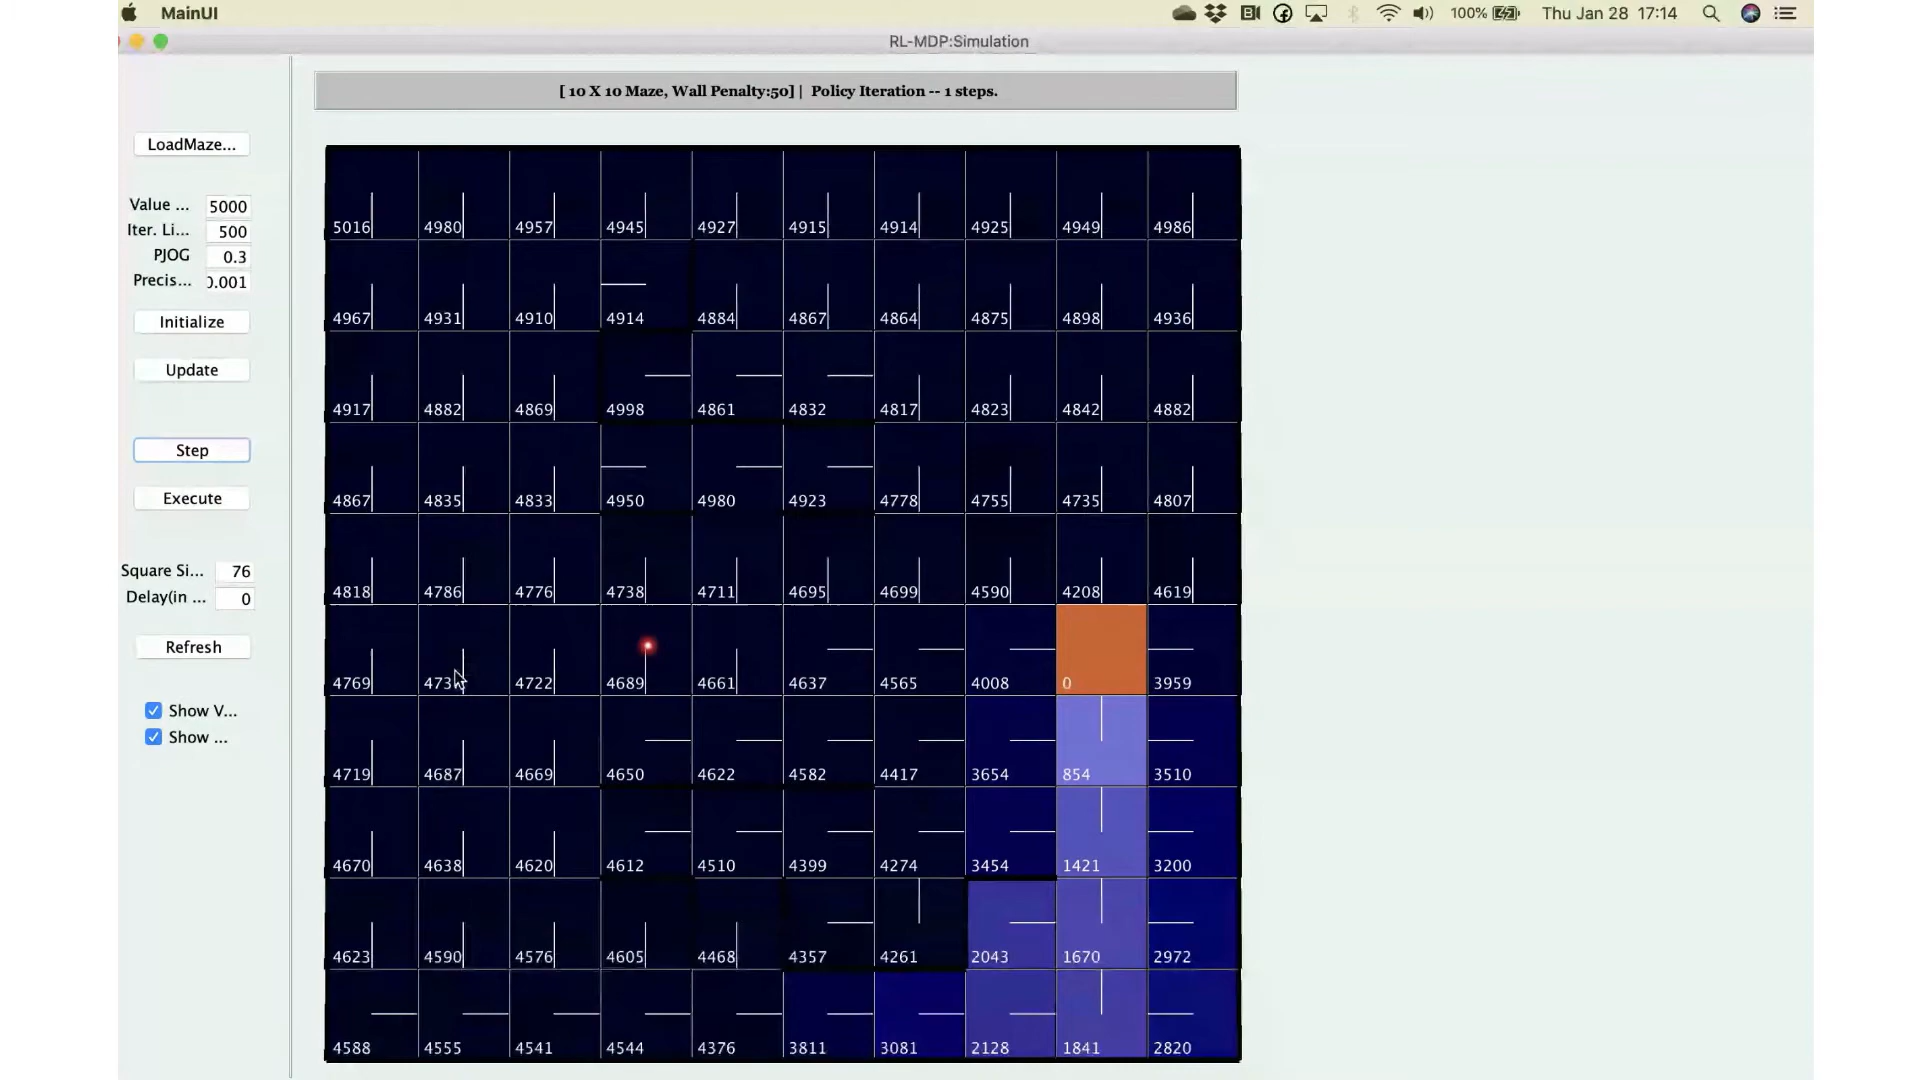 MainUI
100%
Thu Jan 28 17:14
RL-MDP:Simulation
[ 10 X 10 Maze, Wall Penalty:50] | Policy Iteration -- 1 steps.
LoadMaze...
Value ... 5000
Iter. Li... 500
PJOG 0.3
Precis... 0.001
Initialize
Update
Step
Execute
Square Si... 76
Delay(in ... 0
Refresh
Show V...
Show ...
5016 4980 4957 4945 4927 4915 4914 4925 4949 4986
4967 4931 4910 4914 4884 4867 4864 4875 4898 4936
4917 4882 4869 4998 4861 4832 4817 4823 4842 4882
4867 4835 4833 4950 4980 4923 4778 4755 4735 4807
4818 4786 4776 4738 4711 4695 4699 4590 4208 4619
4769 4722 4689 4661 4637 4565 4008 0 3959
4719 4687 4669 4650 4622 4582 4417 3654 854 3510
4670 4638 4620 4612 4510 4399 4274 3454 1421 3200
4623 4590 4576 4605 4468 4357 4261 2043 1670 2972
4588 4555 4541 4544 4376 3811 3081 2128 1841 2820